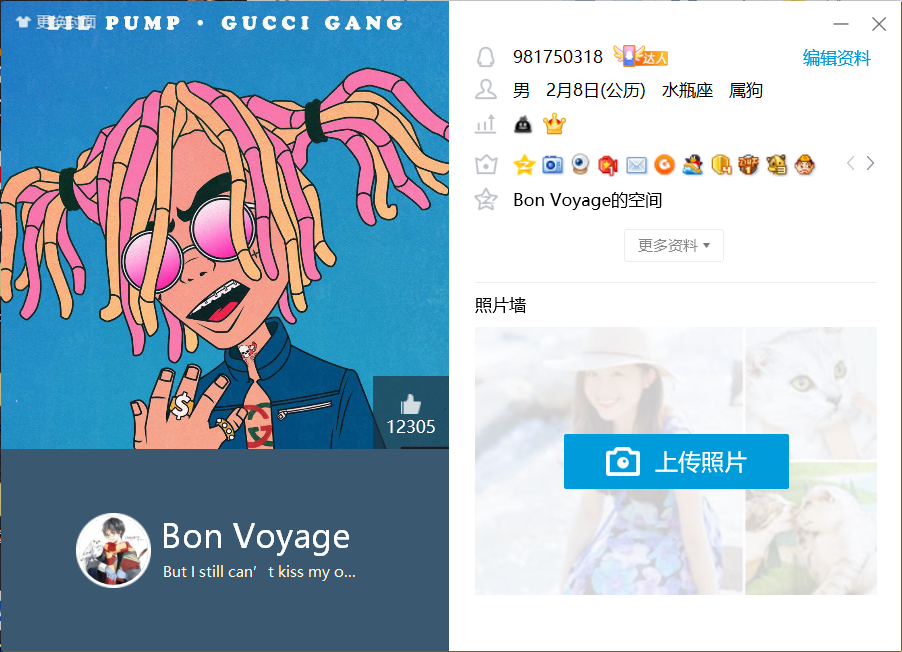 更换封面
LIL PUMP • GUCCI GANG
12305
Bon Voyage
But I still can’t kiss my o...
981750318 达人 编辑资料
男 2月8日(公历) 水瓶座 属狗
Bon Voyage的空间
更多资料
照片墙
上传照片